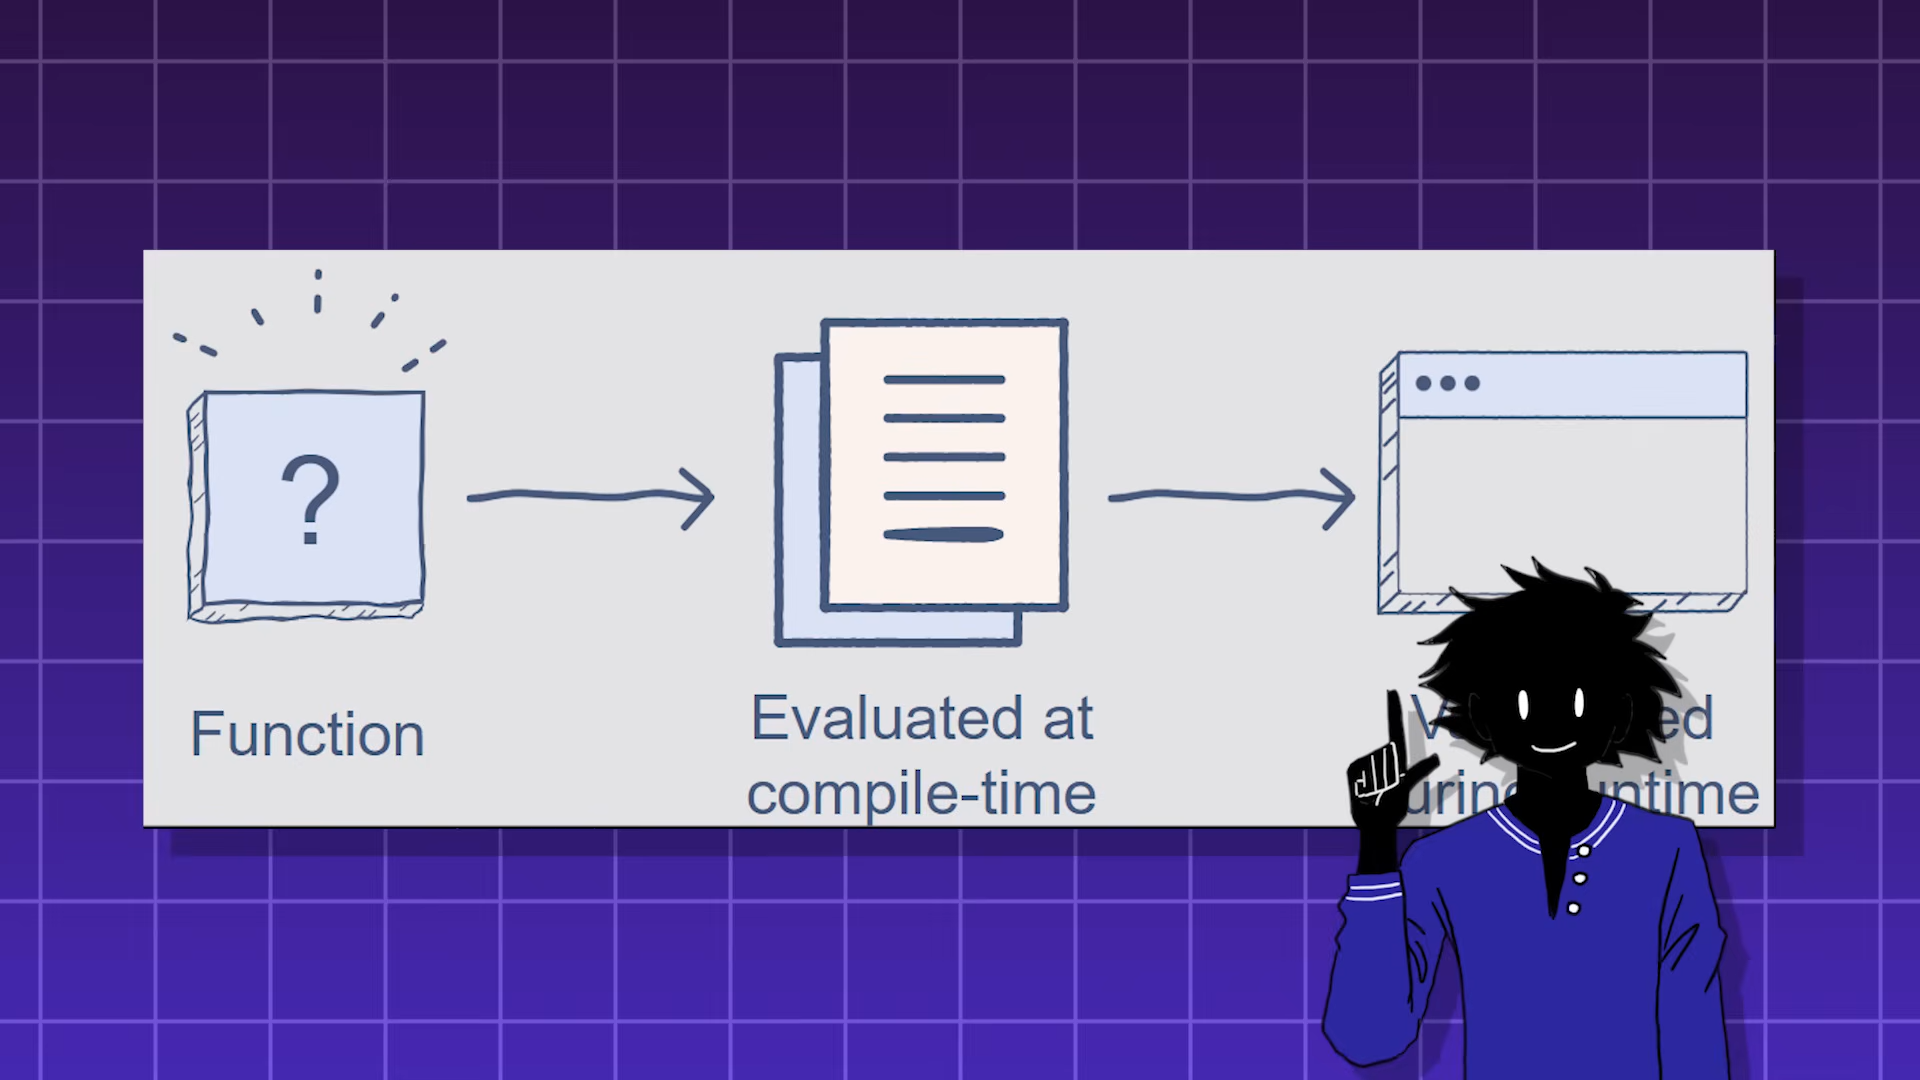 ?
Function
Evaluated at
compile-time